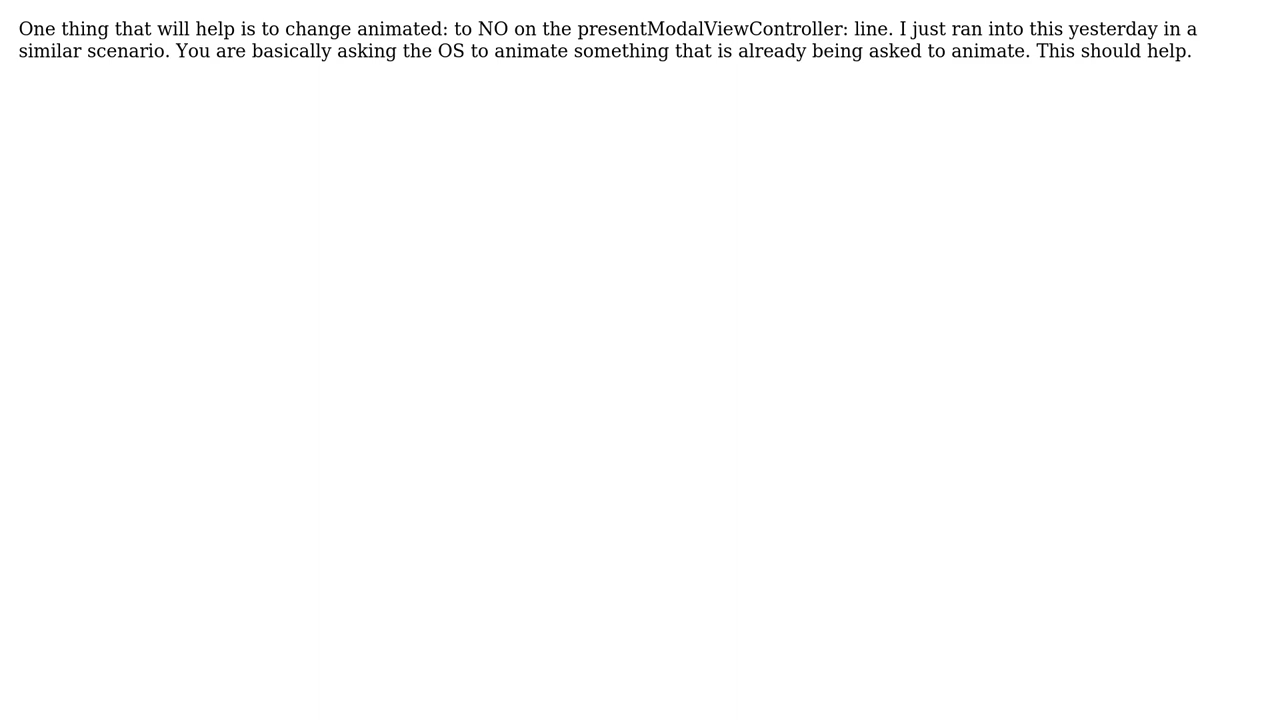 One thing that will help is to change animated: to NO on the presentModalViewController: line. I just ran into this yesterday in a
similar scenario. You are basically asking the OS to animate something that is already being asked to animate. This should help.